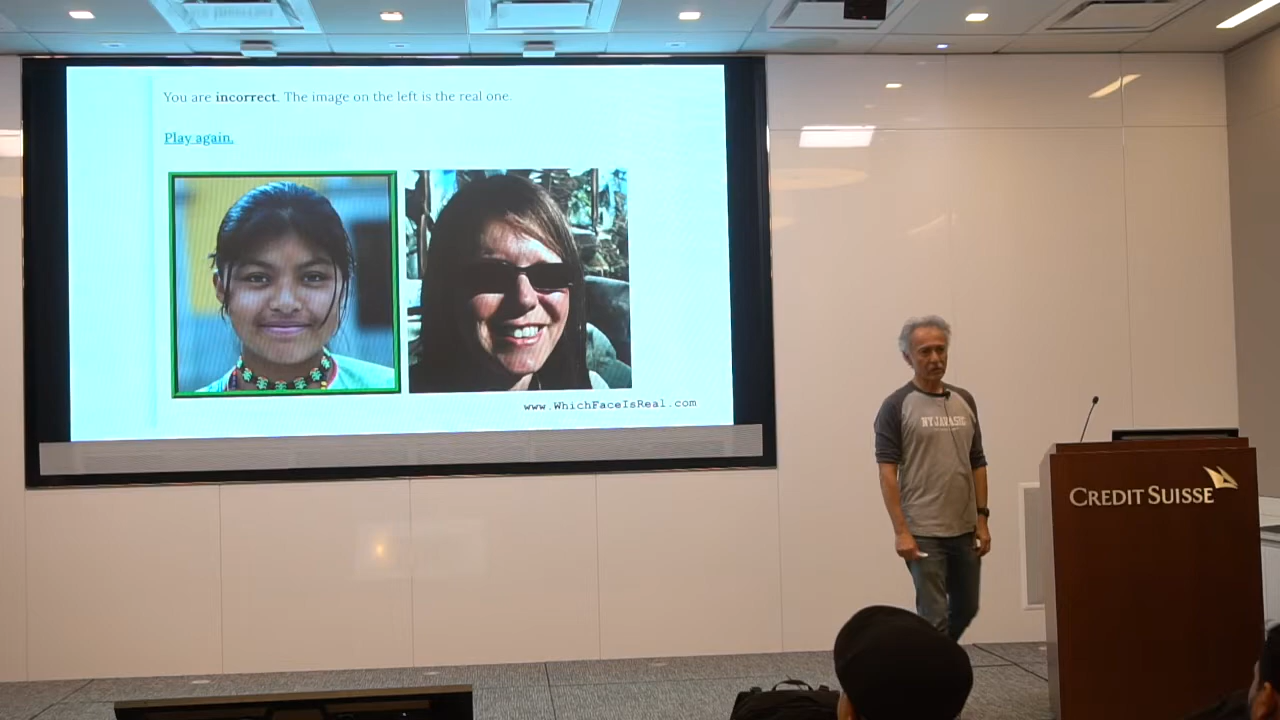 You are incorrect. The image on the left is the real one.
Play again.
www.WhichFaceIsReal.com
NYJAVASIG
CREDIT SUISSE